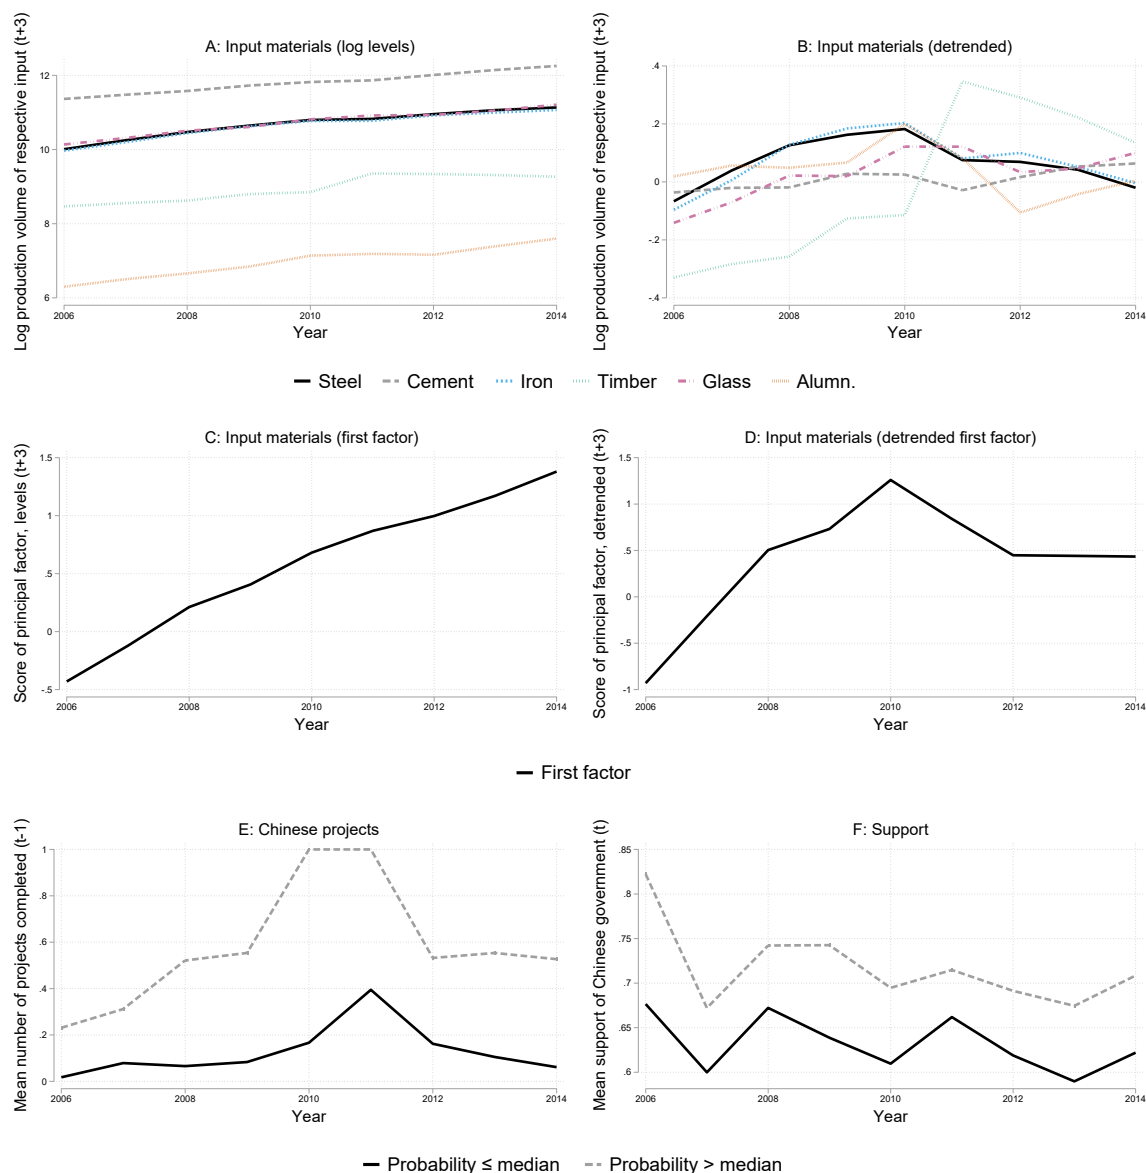 A: Input materials (log levels)
Log production volume of respective input (t+3)
12
10
8
6
2006
2008
2010
2012
2014
Year
B: Input materials (detrended)
Log production volume of respective input (t+3)
.4
.2
0
-.2
-.4
2006
2008
2010
2012
2014
Year
Steel
Cement
Iron
Timber
Glass
Alumn.
C: Input materials (first factor)
Score of principal factor, levels (t+3)
1.5
1
.5
0
-.5
2006
2008
2010
2012
2014
Year
D: Input materials (detrended first factor)
Score of principal factor, detrended (t+3)
1.5
1
.5
0
-.5
-1
2006
2008
2010
2012
2014
Year
First factor
E: Chinese projects
Mean number of projects completed (t-1)
1
.8
.6
.4
.2
0
2006
2008
2010
2012
2014
Year
F: Support
Mean support of Chinese government (t)
.85
.8
.75
.7
.65
.6
2006
2008
2010
2012
2014
Year
Probability ≤ median
Probability > median